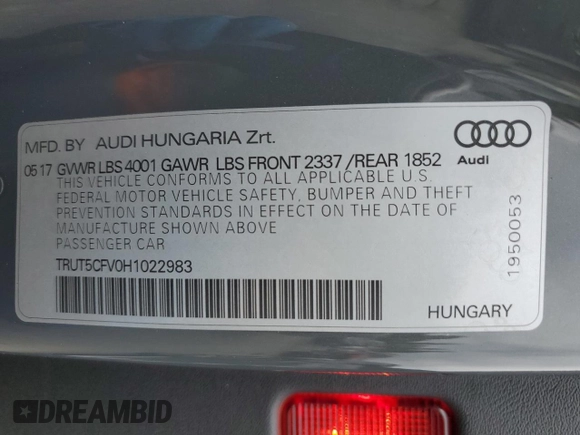 MFD. BY AUDI HUNGARIA Zrt.
05 17 GVWR LBS 4001 GAWR LBS FRONT 2337 /REAR 1852
THIS VEHICLE CONFORMS TO ALL APPLICABLE U.S.
FEDERAL MOTOR VEHICLE SAFETY, BUMPER AND THEFT
PREVENTION STANDARDS IN EFFECT ON THE DATE OF
MANUFACTURE SHOWN ABOVE
PASSENGER CAR
TRUT5CFV0H1022983
Audi
1950053
HUNGARY
DREAMBID